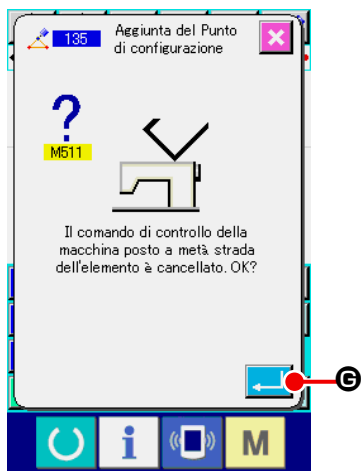 135
Aggiunta del Punto
di configurazione
?
M511
Il comando di controllo della
macchina posto a metà strada
dell'elemento è cancellato. OK?
G
i
M